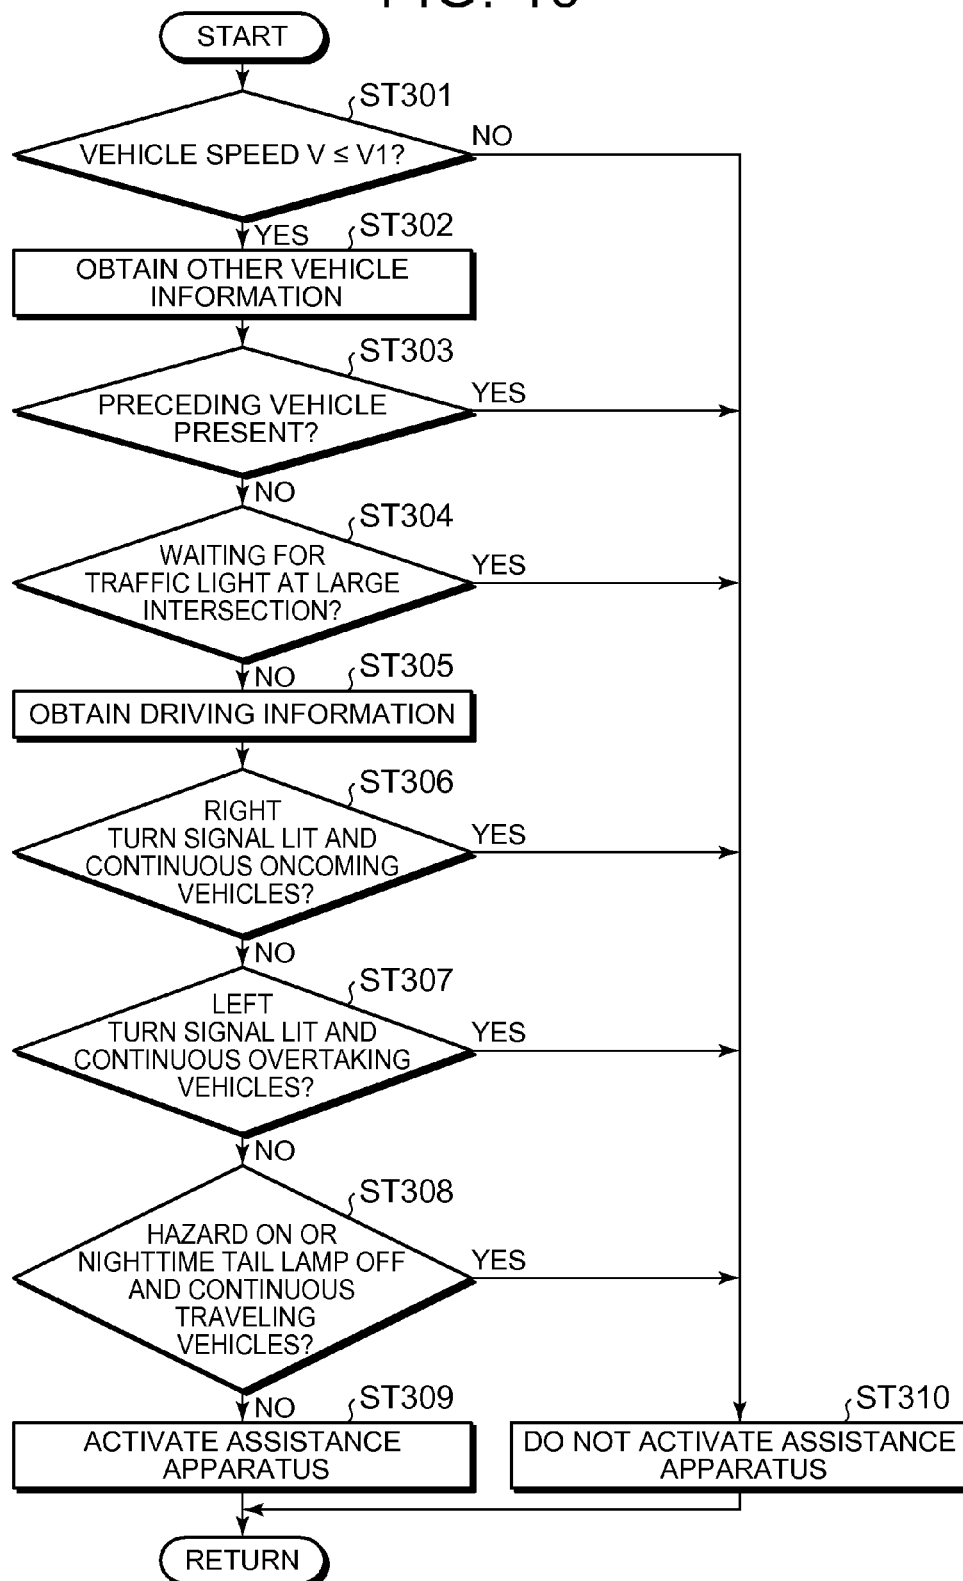 START
ST301
VEHICLE SPEED V ≤ V1?
NO
YES
ST302
OBTAIN OTHER VEHICLE
INFORMATION
ST303
PRECEDING VEHICLE
PRESENT?
YES
NO
ST304
WAITING FOR
TRAFFIC LIGHT AT LARGE
INTERSECTION?
YES
NO
ST305
OBTAIN DRIVING INFORMATION
ST306
RIGHT
TURN SIGNAL LIT AND
CONTINUOUS ONCOMING
VEHICLES?
YES
NO
ST307
LEFT
TURN SIGNAL LIT AND
CONTINUOUS OVERTAKING
VEHICLES?
YES
NO
ST308
HAZARD ON OR
NIGHTTIME TAIL LAMP OFF
AND CONTINUOUS
TRAVELING
VEHICLES?
YES
NO
ST309
ACTIVATE ASSISTANCE
APPARATUS
ST310
DO NOT ACTIVATE ASSISTANCE
APPARATUS
RETURN